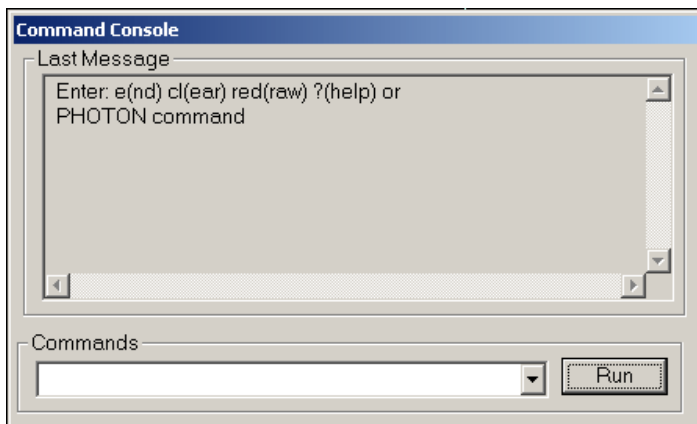 Command Console
Last Message
Enter: e(nd) cl(ear) red(raw) ?(help) or
PHOTON command
Commands
Run